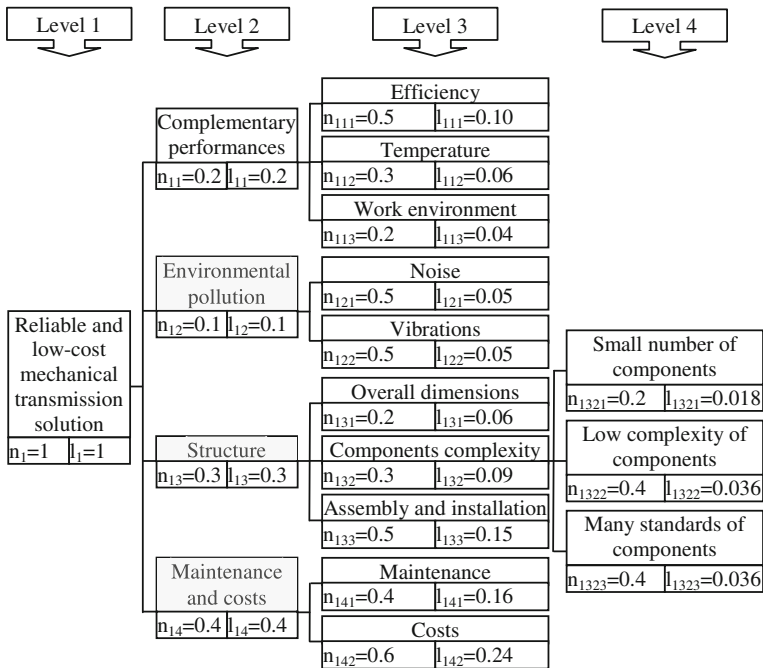 Level 1
Level 2
Level 3
Level 4
Reliable and
low-cost
mechanical
transmission
solution
n₁=1 l₁=1
Complementary
performances
n₁₁=0.2 l₁₁=0.2
Environmental
pollution
n₁₂=0.1 l₁₂=0.1
Structure
n₁₃=0.3 l₁₃=0.3
Maintenance
and costs
n₁₄=0.4 l₁₄=0.4
Efficiency
n₁₁₁=0.5 l₁₁₁=0.10
Temperature
n₁₁₂=0.3 l₁₁₂=0.06
Work environment
n₁₁₃=0.2 l₁₁₃=0.04
Noise
n₁₂₁=0.5 l₁₂₁=0.05
Vibrations
n₁₂₂=0.5 l₁₂₂=0.05
Overall dimensions
n₁₃₁=0.2 l₁₃₁=0.06
Components complexity
n₁₃₂=0.3 l₁₃₂=0.09
Assembly and installation
n₁₃₃=0.5 l₁₃₃=0.15
Maintenance
n₁₄₁=0.4 l₁₄₁=0.16
Costs
n₁₄₂=0.6 l₁₄₂=0.24
Small number of
components
n₁₃₂₁=0.2 l₁₃₂₁=0.018
Low complexity of
components
n₁₃₂₂=0.4 l₁₃₂₂=0.036
Many standards of
components
n₁₃₂₃=0.4 l₁₃₂₃=0.036